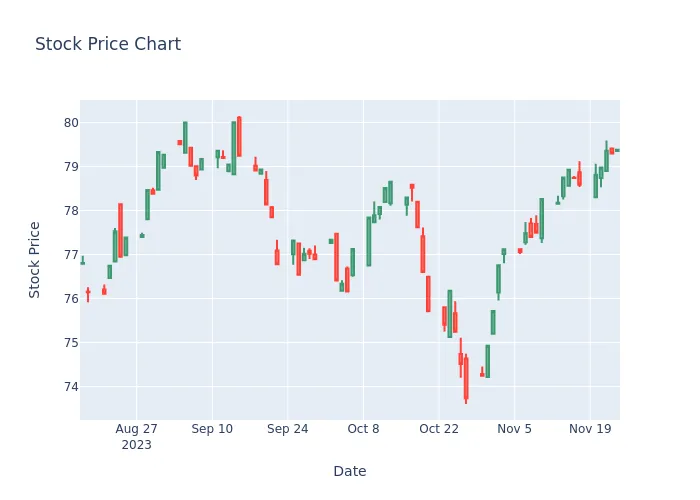 Stock Price Chart
80
79
78
77
76
75
74
Stock Price
Aug 27
2023
Sep 10
Sep 24
Oct 8
Oct 22
Nov 5
Nov 19
Date